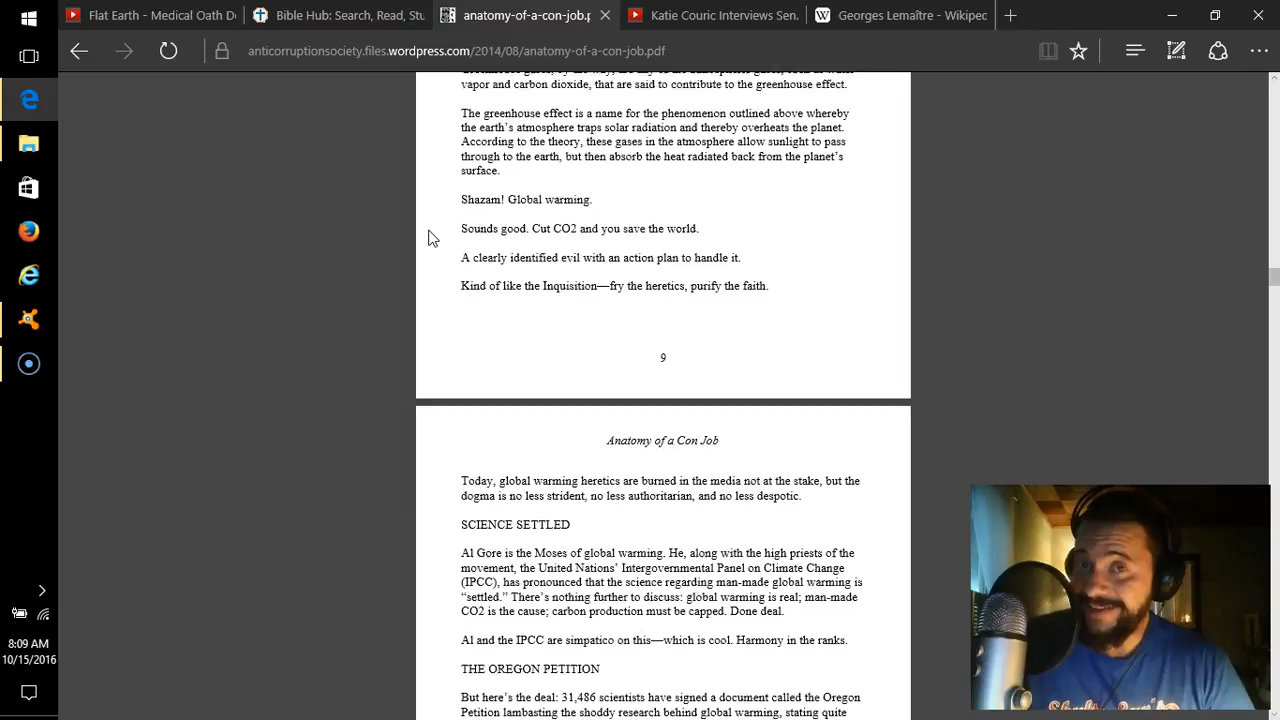 Flat Earth - Medical Oath D
Bible Hub: Search, Read, Stu
anatomy-of-a-con-job.p
Katie Couric Interviews Sen.
Georges Lemaître - Wikipec
anticorruptionsociety.files.wordpress.com/2014/08/anatomy-of-a-con-job.pdf
vapor and carbon dioxide, that are said to contribute to the greenhouse effect.
The greenhouse effect is a name for the phenomenon outlined above whereby
the earth's atmosphere traps solar radiation and thereby overheats the planet.
According to the theory, these gases in the atmosphere allow sunlight to pass
through to the earth, but then absorb the heat radiated back from the planet's
surface.
Shazam! Global warming.
Sounds good. Cut CO2 and you save the world.
A clearly identified evil with an action plan to handle it.
Kind of like the Inquisition—fry the heretics, purify the faith.
9
Anatomy of a Con Job
Today, global warming heretics are burned in the media not at the stake, but the
dogma is no less strident, no less authoritarian, and no less despotic.
SCIENCE SETTLED
Al Gore is the Moses of global warming. He, along with the high priests of the
movement, the United Nations' Intergovernmental Panel on Climate Change
(IPCC), has pronounced that the science regarding man-made global warming is
“settled.” There's nothing further to discuss: global warming is real; man-made
CO2 is the cause; carbon production must be capped. Done deal.
Al and the IPCC are simpatico on this—which is cool. Harmony in the ranks.
THE OREGON PETITION
But here's the deal: 31,486 scientists have signed a document called the Oregon
Petition lambasting the shoddy research behind global warming, stating quite
8:09 AM
10/15/2016